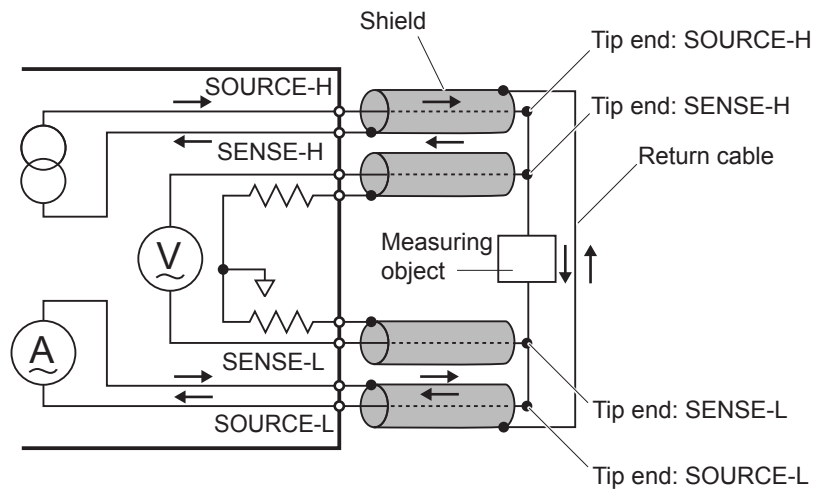 Shield
Tip end: SOURCE-H
SOURCE-H
Tip end: SENSE-H
SENSE-H
Return cable
V
Measuring
object
A
SENSE-L
Tip end: SENSE-L
SOURCE-L
Tip end: SOURCE-L